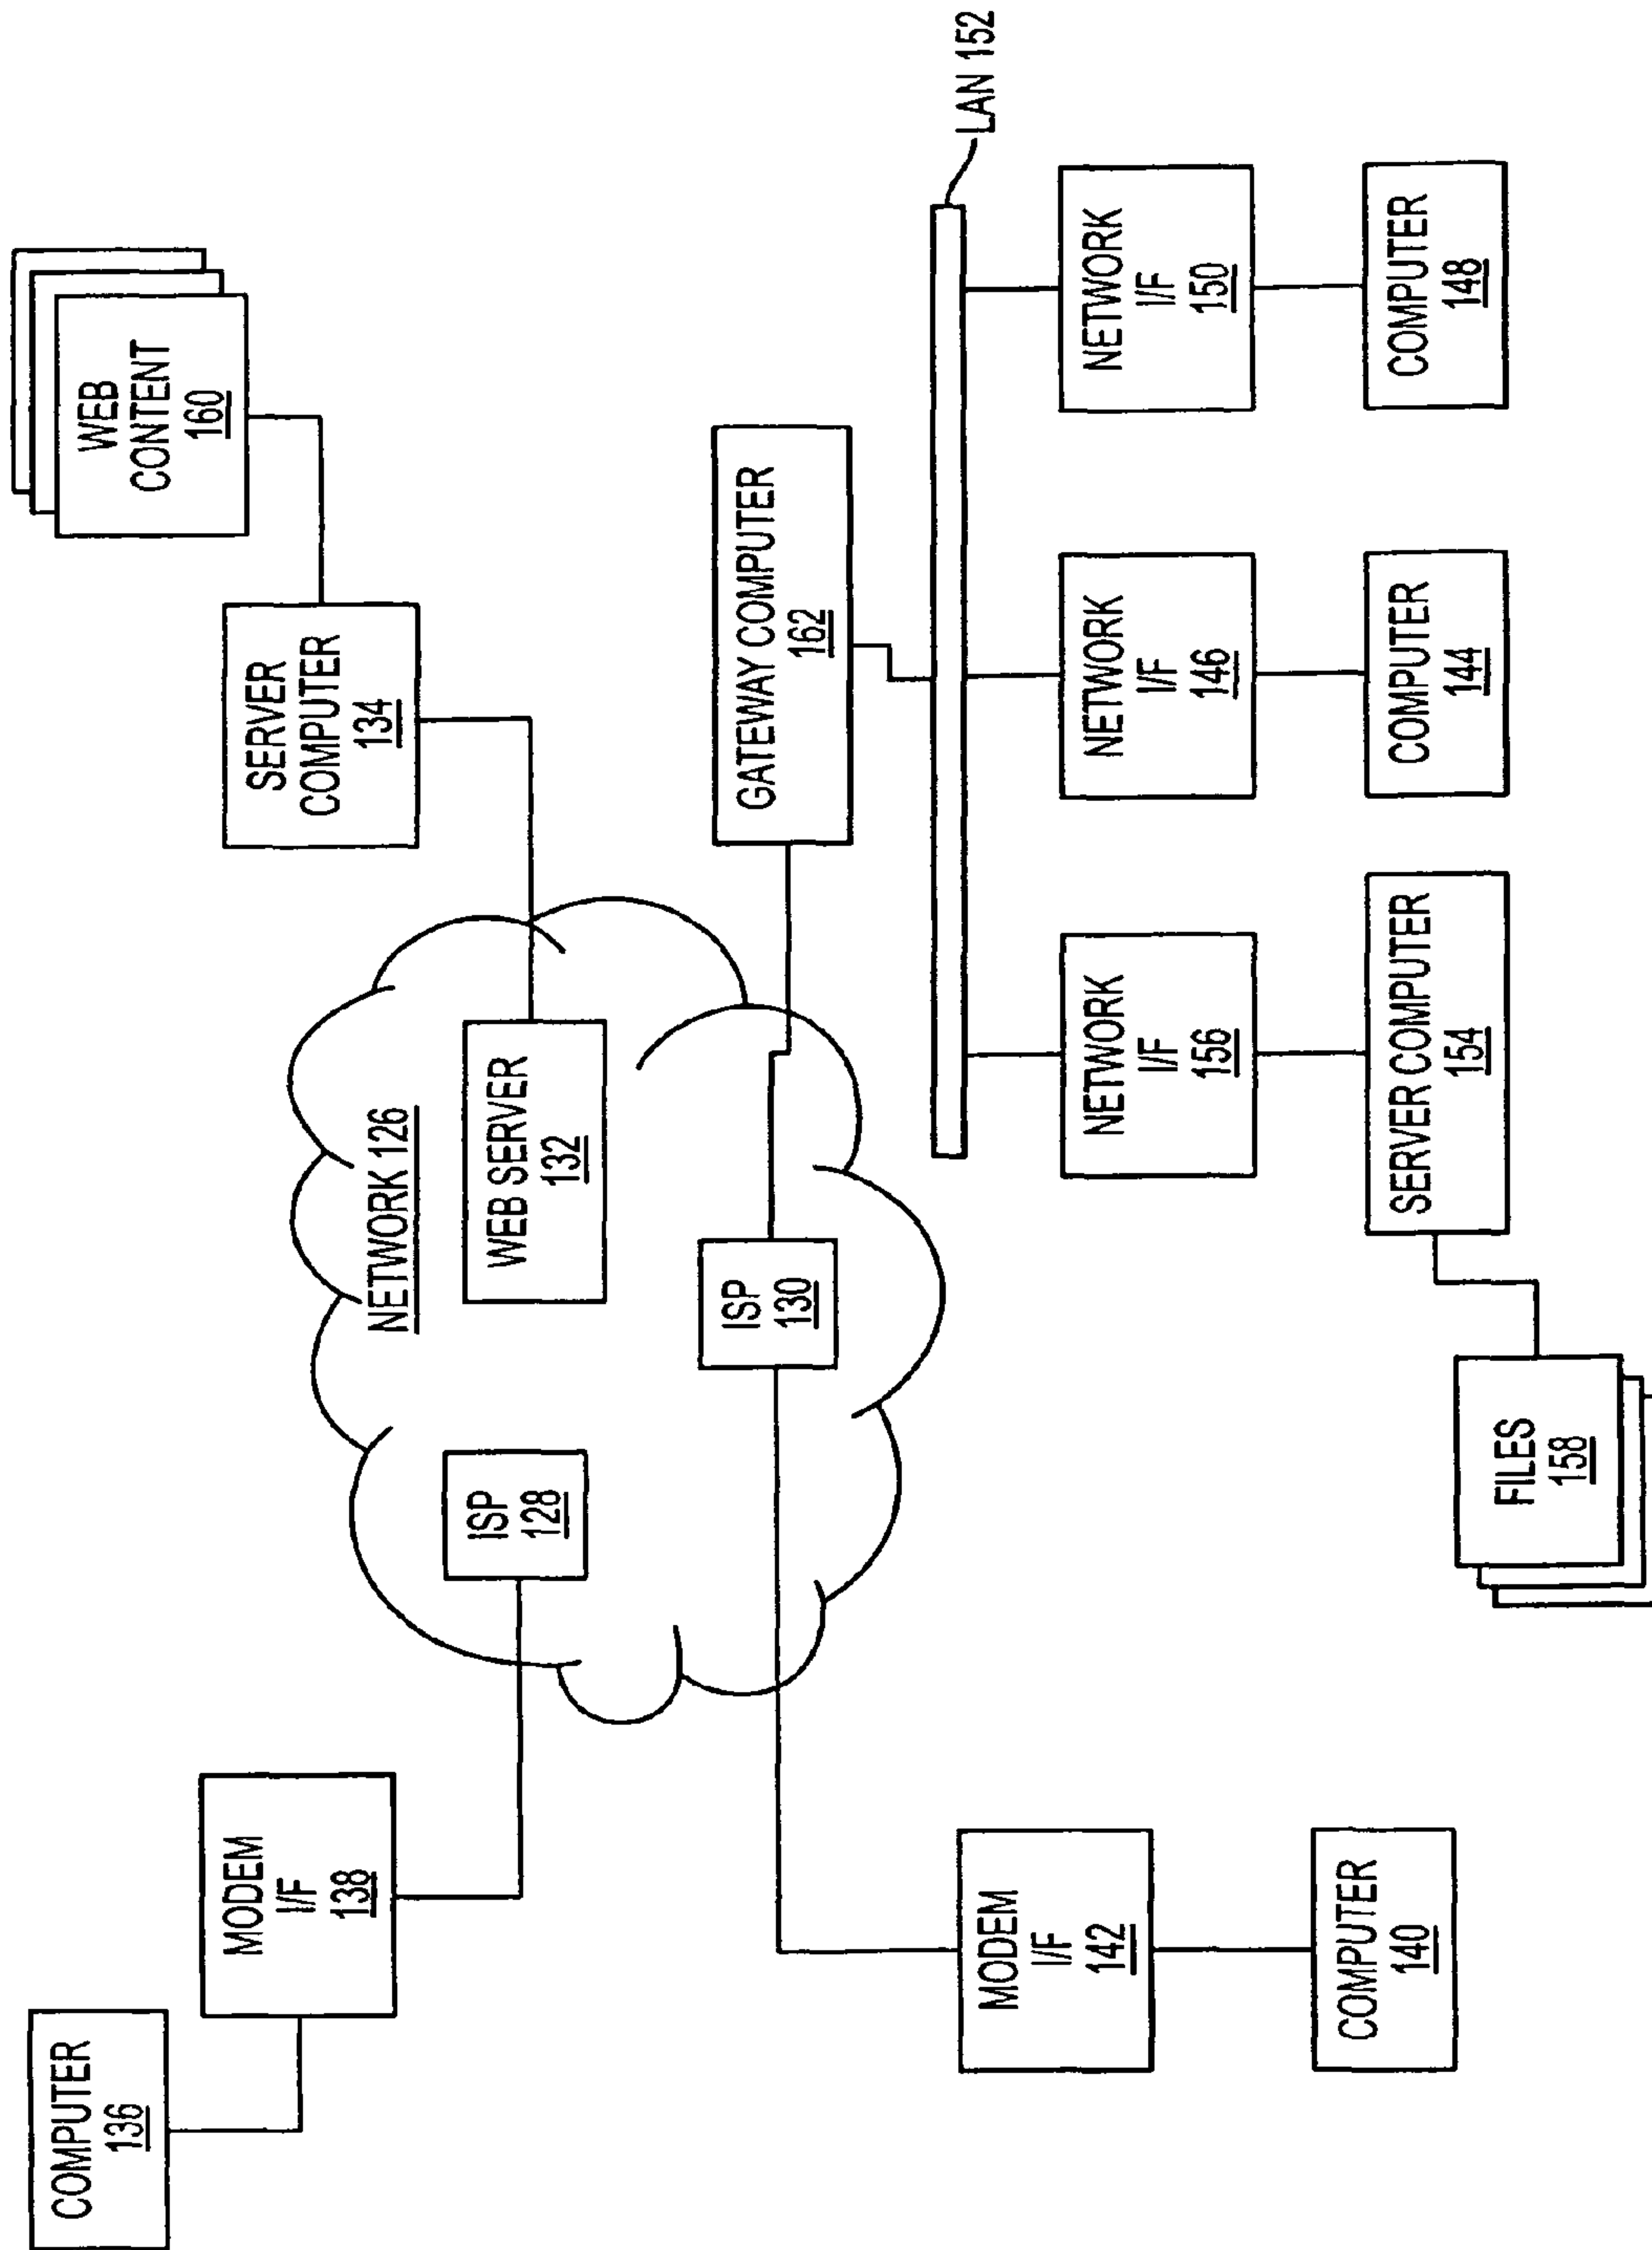 COMPUTER
136
MODEM
I/F
138
NETWORK 126
ISP
128
WEB SERVER
132
ISP
130
SERVER
COMPUTER
134
WEB
CONTENT
160
GATEWAY COMPUTER
162
LAN 152
MODEM
I/F
142
COMPUTER
140
NETWORK
I/F
156
NETWORK
I/F
146
NETWORK
I/F
150
SERVER COMPUTER
154
COMPUTER
144
COMPUTER
148
FILES
158